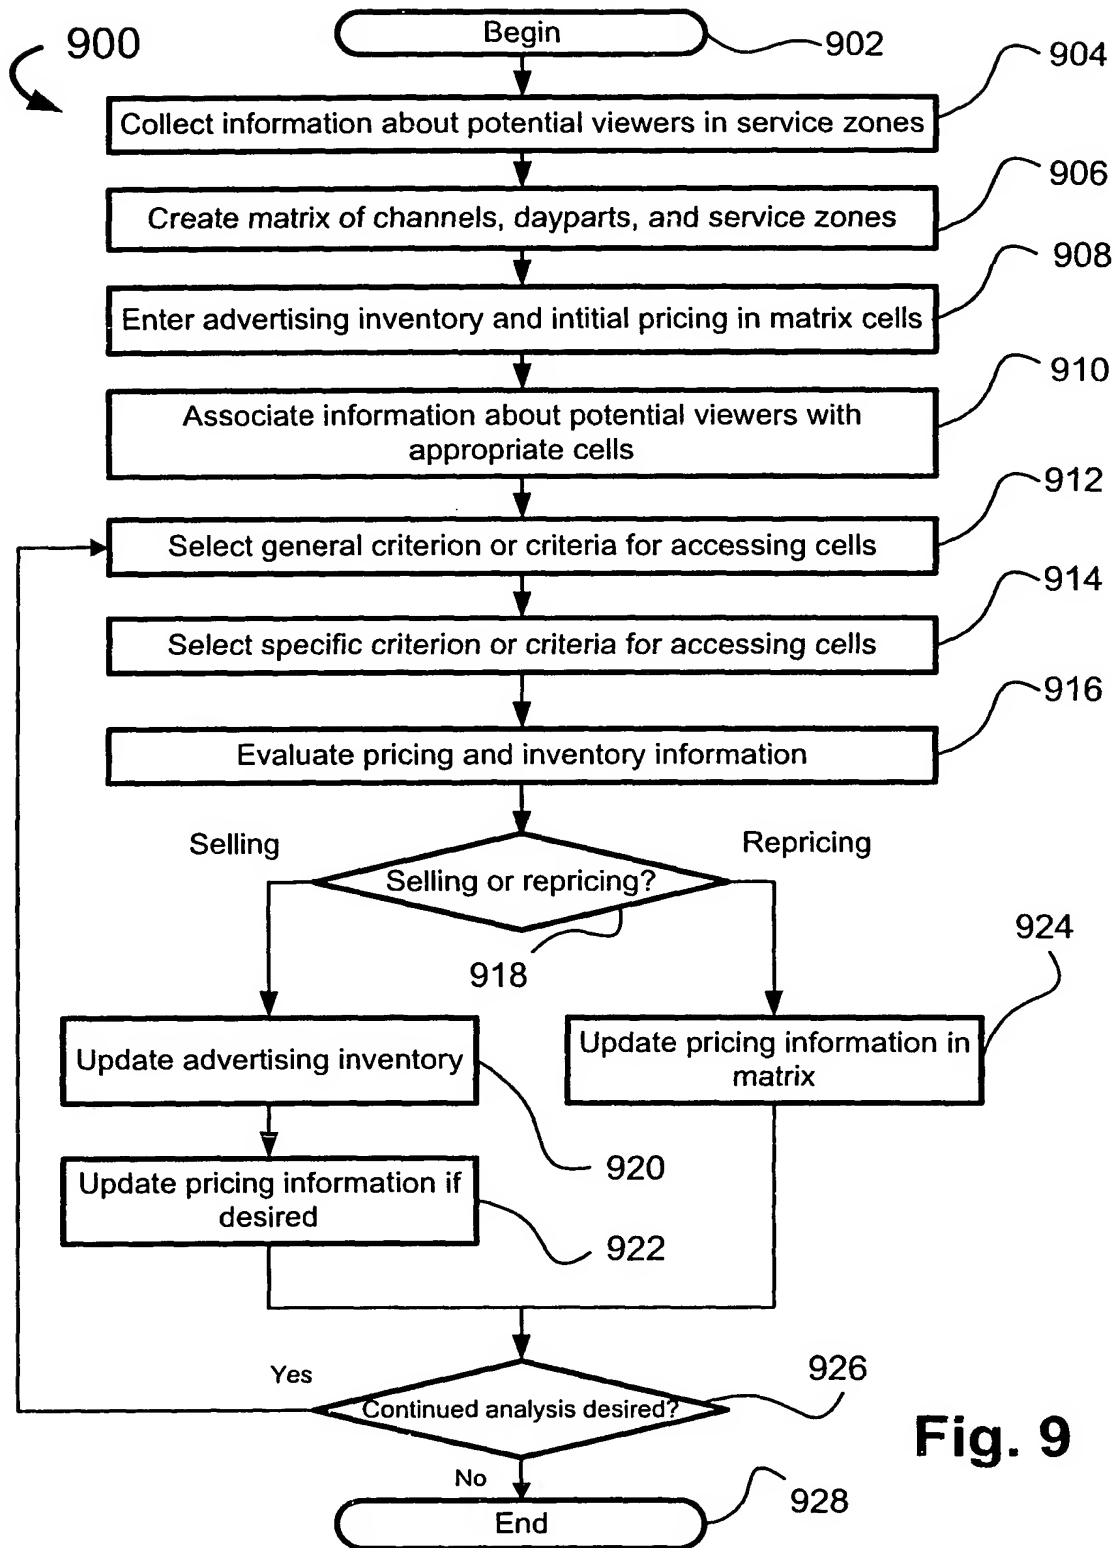 900
Begin
902
904
Collect information about potential viewers in service zones
906
Create matrix of channels, dayparts, and service zones
908
Enter advertising inventory and intitial pricing in matrix cells
910
Associate information about potential viewers with
appropriate cells
912
Select general criterion or criteria for accessing cells
914
Select specific criterion or criteria for accessing cells
916
Evaluate pricing and inventory information
Selling
Repricing
Selling or repricing?
918
924
Update advertising inventory
Update pricing information in
matrix
920
Update pricing information if
desired
922
Yes
926
Continued analysis desired?
Fig. 9
No
928
End